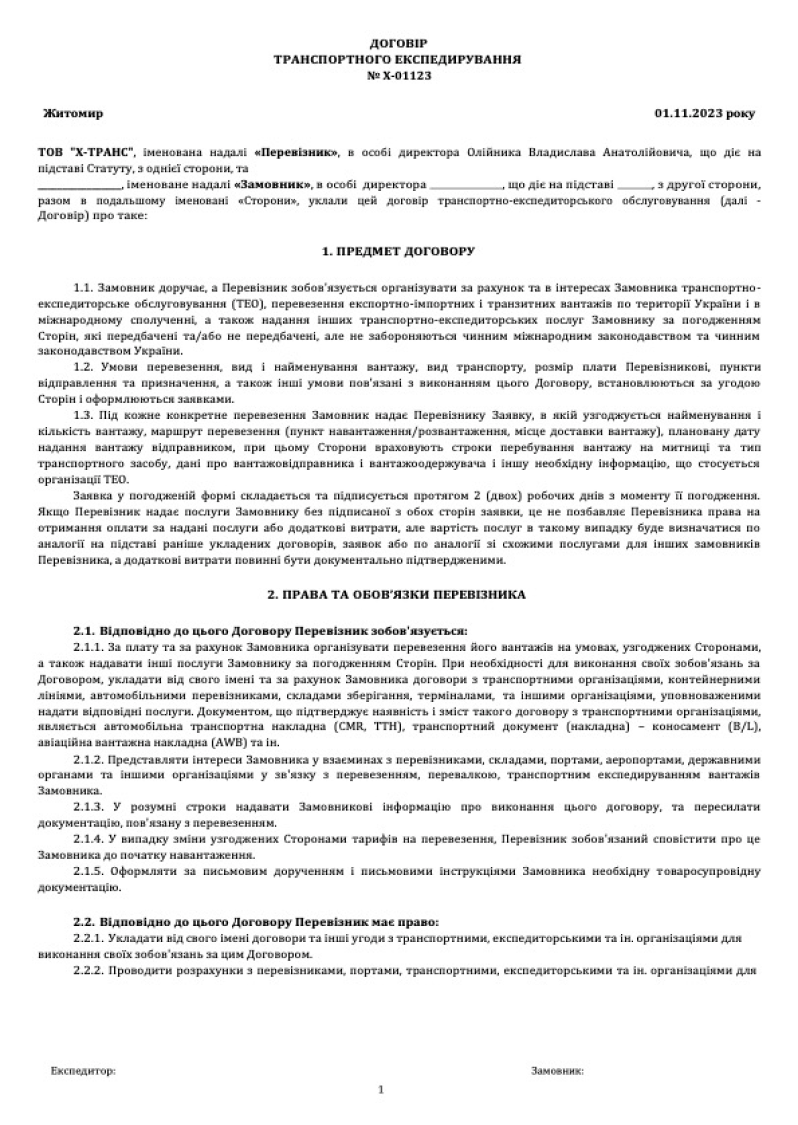 ДОГОВІР
ТРАНСПОРТНОГО ЕКСПЕДИРУВАННЯ
№ X-01123
Житомир 01.11.2023 року
ТОВ "Х-ТРАНС", іменована надалі «Перевізник», в особі директора Олійника Владислава Анатолійовича, що діє на
підставі Статуту, з однієї сторони, та
________________, іменоване надалі «Замовник», в особі директора ______________, що діє на підставі _______, з другої сторони,
разом в подальшому іменовані «Сторони», уклали цей договір транспортно-експедиторського обслуговування (далі -
Договір) про таке:
1. ПРЕДМЕТ ДОГОВОРУ
1.1. Замовник доручає, а Перевізник зобов'язується організувати за рахунок та в інтересах Замовника транспортно-
експедиторське обслуговування (ТЕО), перевезення експортно-імпортних і транзитних вантажів по території України і в
міжнародному сполученні, а також надання інших транспортно-експедиторських послуг Замовнику за погодженням
Сторін, які передбачені та/або не передбачені, але не забороняються чинним міжнародним законодавством та чинним
законодавством України.
1.2. Умови перевезення, вид і найменування вантажу, вид транспорту, розмір плати Перевізникові, пункти
відправлення та призначення, а також інші умови пов'язані з виконанням цього Договору, встановлюються за угодою
Сторін і оформлюються заявками.
1.3. Під кожне конкретне перевезення Замовник надає Перевізнику Заявку, в якій узгоджується найменування і
кількість вантажу, маршрут перевезення (пункт навантаження/розвантаження, місце доставки вантажу), плановану дату
надання вантажу відправником, при цьому Сторони враховують строки перебування вантажу на митниці та тип
транспортного засобу, дані про вантажовідправника і вантажоодержувача і іншу необхідну інформацію, що стосується
організації ТЕО.
Заявка у погодженій формі складається та підписується протягом 2 (двох) робочих днів з моменту її погодження.
Якщо Перевізник надає послуги Замовнику без підписаної з обох сторін заявки, це не позбавляє Перевізника права на
отримання оплати за надані послуги або додаткові витрати, але вартість послуг в такому випадку буде визначатися по
аналогії на підставі раніше укладених договорів, заявок або по аналогії зі схожими послугами для інших замовників
Перевізника, а додаткові витрати повинні бути документально підтвердженими.
2. ПРАВА ТА ОБОВ'ЯЗКИ ПЕРЕВІЗНИКА
2.1. Відповідно до цього Договору Перевізник зобов'язується:
2.1.1. За плату та за рахунок Замовника організувати перевезення його вантажів на умовах, узгоджених Сторонами,
а також надавати інші послуги Замовнику за погодженням Сторін. При необхідності для виконання своїх зобов'язань за
Договором, укладати від свого імені та за рахунок Замовника договори з транспортними організаціями, контейнерними
лініями, автомобільними перевізниками, складами зберігання, терміналами, та іншими організаціями, уповноваженими
надати відповідні послуги. Документом, що підтверджує наявність і зміст такого договору з транспортними організаціями,
являється автомобільна транспортна накладна (CMR, ТТН), транспортний документ (накладна) – коносамент (B/L),
авіаційна вантажна накладна (AWB) та ін.
2.1.2. Представляти інтереси Замовника у взаєминах з перевізниками, складами, портами, аеропортами, державними
органами та іншими організаціями у зв'язку з перевезенням, перевалкою, транспортним експедируванням вантажів
Замовника.
2.1.3. У розумні строки надавати Замовникові інформацію про виконання цього договору, та пересилати
документацію, пов'язану з перевезенням.
2.1.4. У випадку зміни узгоджених Сторонами тарифів на перевезення, Перевізник зобов'язаний сповістити про це
Замовника до початку навантаження.
2.1.5. Оформляти за письмовим дорученням і письмовими інструкціями Замовника необхідну товаросупровідну
документацію.
2.2. Відповідно до цього Договору Перевізник має право:
2.2.1. Укладати від свого імені договори та інші угоди з транспортними, експедиторськими та ін. організаціями для
виконання своїх зобов'язань за цим Договором.
2.2.2. Проводити розрахунки з перевізниками, портами, транспортними, експедиторськими та ін. організаціями для
Експедитор: Замовник:
1